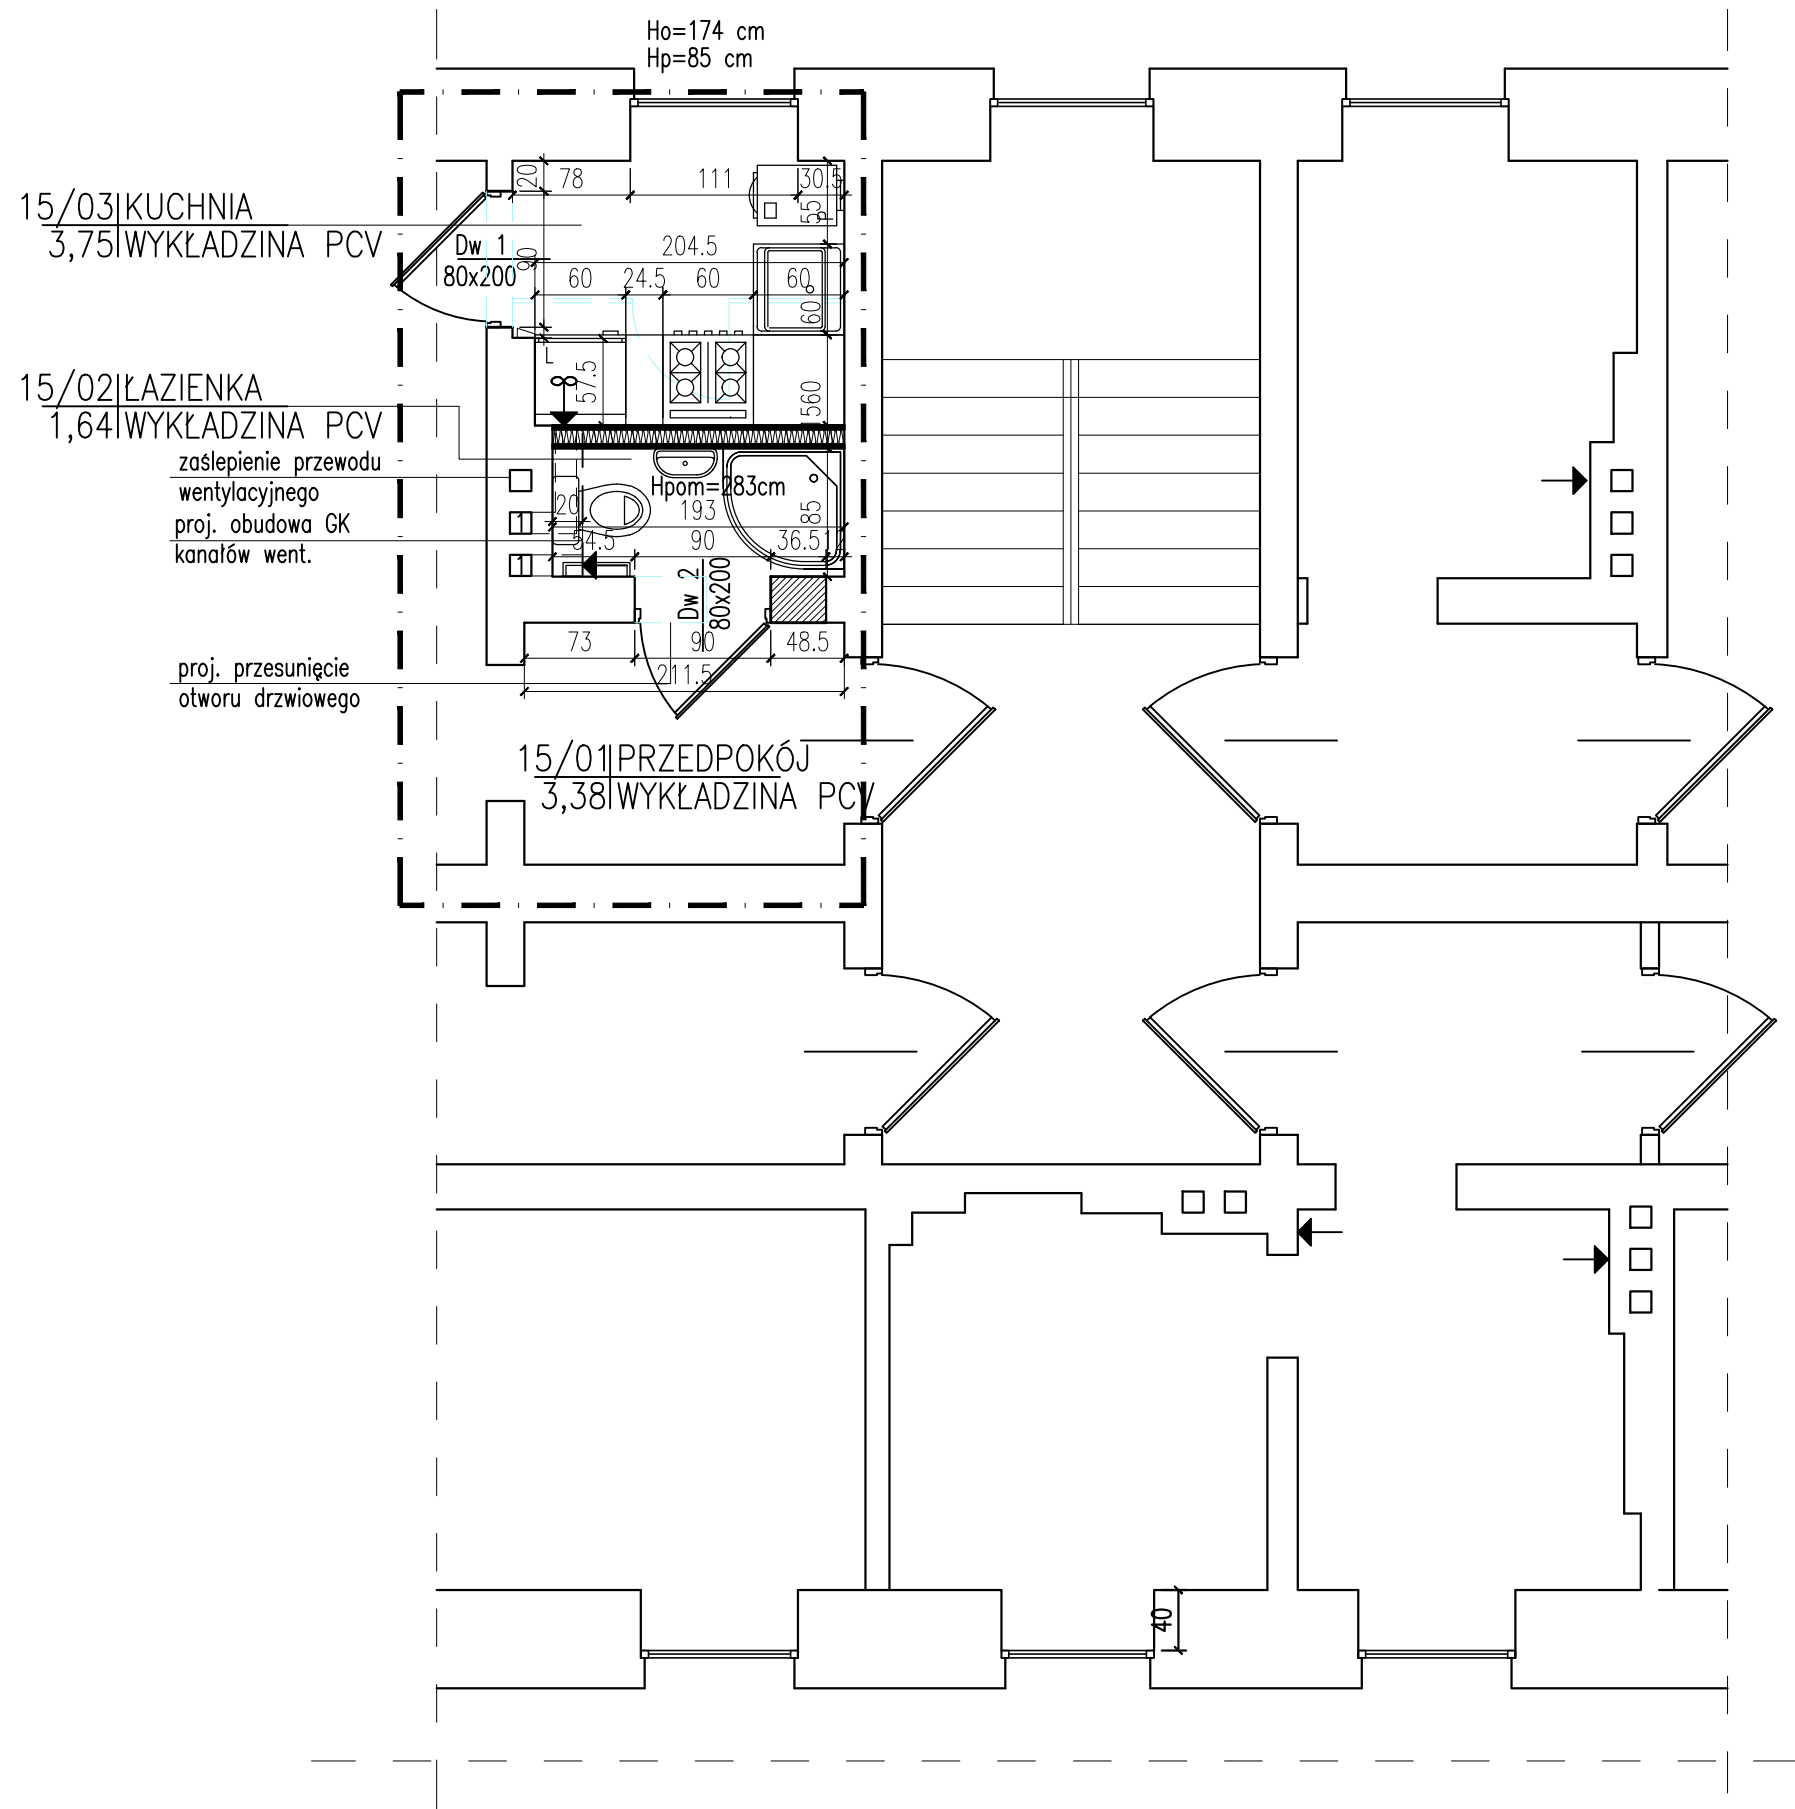 Ho=174 cm
Hp=85 cm
20
78
111
30.5
55
P
15/03 KUCHNIA
3,75 WYKŁADZINA PCV
Dw 1
80x200
90
204.5
60
24.5
60
60
60
L
8
57.5
560
15/02 ŁAZIENKA
1,64 WYKŁADZINA PCV
zaślepienie przewodu
wentylacyjnego
proj. obudowa GK
kanałów went.
Hpom=283cm
20
193
85
1
1
54.5
90
36.5
Dw 2
80x200
73
90
48.5
211.5
proj. przesunięcie
otworu drzwiowego
15/01 PRZEDPOKÓJ
3,38 WYKŁADZINA PCV
40